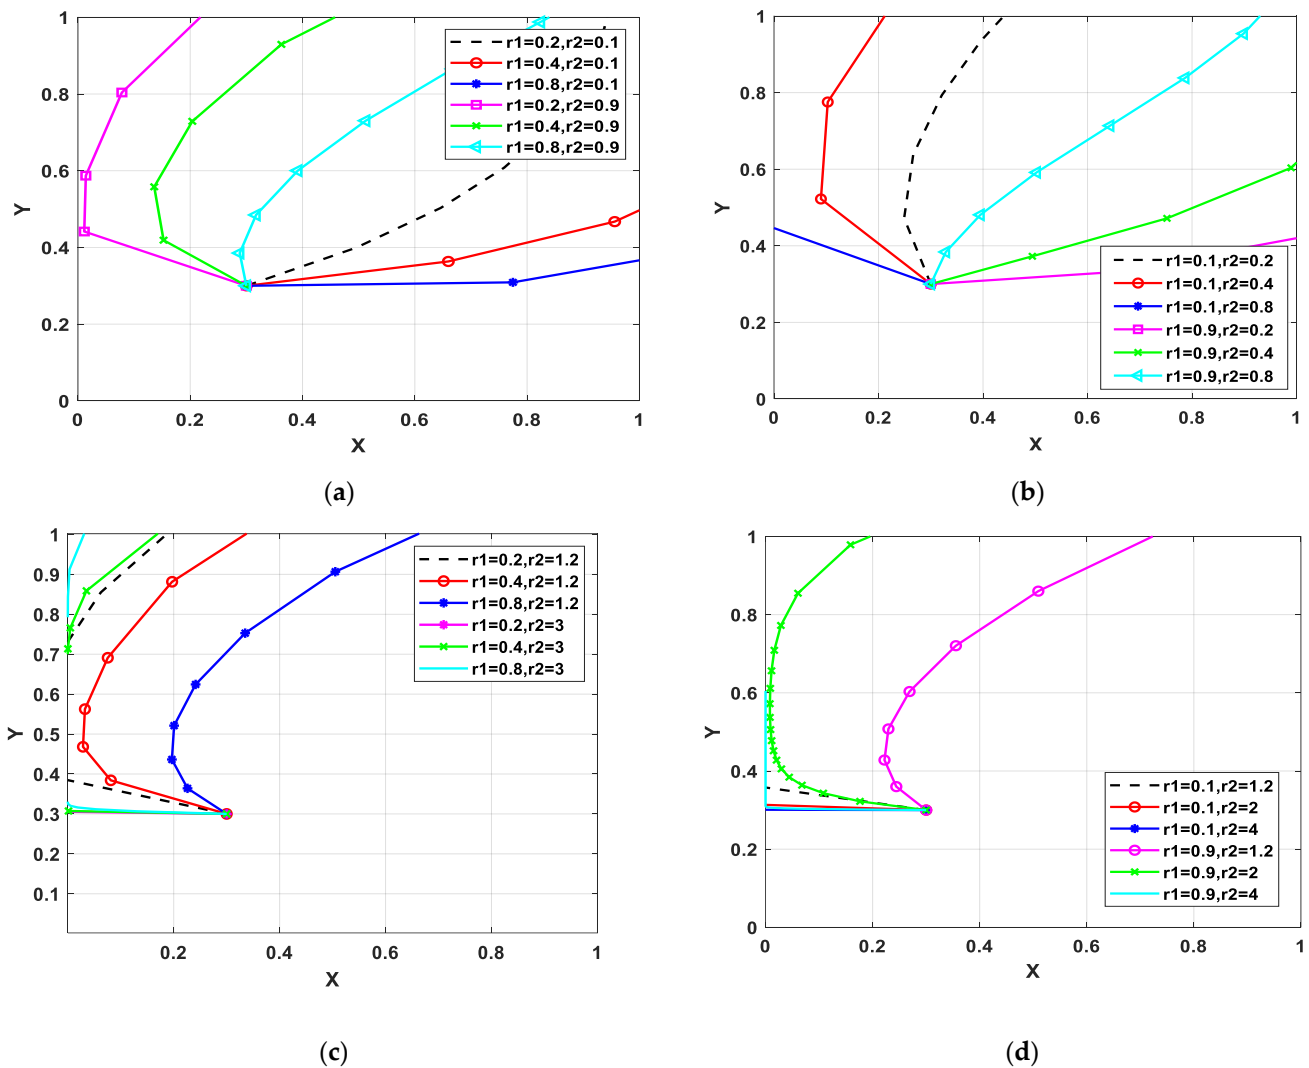 1
0.8
0.6
0.4
0.2
0
Y
0 0.2 0.4 0.6 0.8 1
X
r1=0.2,r2=0.1
r1=0.4,r2=0.1
r1=0.8,r2=0.1
r1=0.2,r2=0.9
r1=0.4,r2=0.9
r1=0.8,r2=0.9
(a)
1
0.8
0.6
0.4
0.2
0
Y
0 0.2 0.4 0.6 0.8 1
X
r1=0.1,r2=0.2
r1=0.1,r2=0.4
r1=0.1,r2=0.8
r1=0.9,r2=0.2
r1=0.9,r2=0.4
r1=0.9,r2=0.8
(b)
1
0.9
0.8
0.7
0.6
0.5
0.4
0.3
0.2
0.1
Y
0.2 0.4 0.6 0.8 1
X
r1=0.2,r2=1.2
r1=0.4,r2=1.2
r1=0.8,r2=1.2
r1=0.2,r2=3
r1=0.4,r2=3
r1=0.8,r2=3
(c)
1
0.8
0.6
0.4
0.2
0
Y
0 0.2 0.4 0.6 0.8 1
X
r1=0.1,r2=1.2
r1=0.1,r2=2
r1=0.1,r2=4
r1=0.9,r2=1.2
r1=0.9,r2=2
r1=0.9,r2=4
(d)